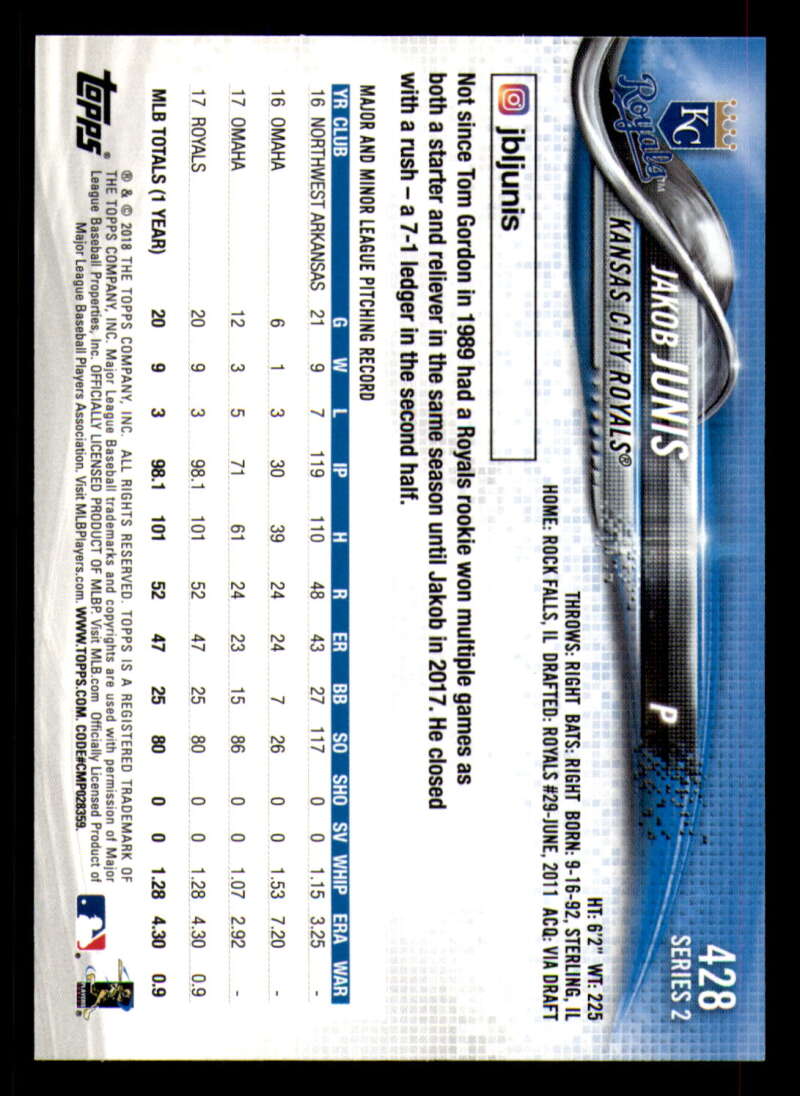 428
SERIES 2
KC
Royals™
JAKOB JUNIS
P
KANSAS CITY ROYALS®
HT: 6'2" WT: 225
THROWS: RIGHT BATS: RIGHT BORN: 9-16-92, STERLING, IL
HOME: ROCK FALLS, IL DRAFTED: ROYALS #29-JUNE, 2011 ACQ: VIA DRAFT
jbljunis
Not since Tom Gordon in 1989 had a Royals rookie won multiple games as
both a starter and reliever in the same season until Jakob in 2017. He closed
with a rush – a 7-1 ledger in the second half.
MAJOR AND MINOR LEAGUE PITCHING RECORD
YR CLUB G W L IP H R ER BB SO SHO SV WHIP ERA WAR
16 NORTHWEST ARKANSAS 21 9 7 119 110 48 43 27 117 0 0 1.15 3.25 -
16 OMAHA 6 1 3 30 39 24 24 7 26 0 0 1.53 7.20 -
17 OMAHA 12 3 5 71 61 24 23 15 86 0 0 1.07 2.92 -
17 ROYALS 20 9 3 98.1 101 52 47 25 80 0 0 1.28 4.30 0.9
MLB TOTALS (1 YEAR) 20 9 3 98.1 101 52 47 25 80 0 0 1.28 4.30 0.9
topps®
® & © 2018 THE TOPPS COMPANY, INC. ALL RIGHTS RESERVED. TOPPS IS A REGISTERED TRADEMARK OF
THE TOPPS COMPANY, INC. Major League Baseball trademarks and copyrights are used with permission of Major
League Baseball Properties, Inc. OFFICIALLY LICENSED PRODUCT OF MLBP. Visit MLB.com Officially Licensed Product of
Major League Baseball Players Association. Visit MLBPlayers.com. WWW.TOPPS.COM. CODE#CMP028359.